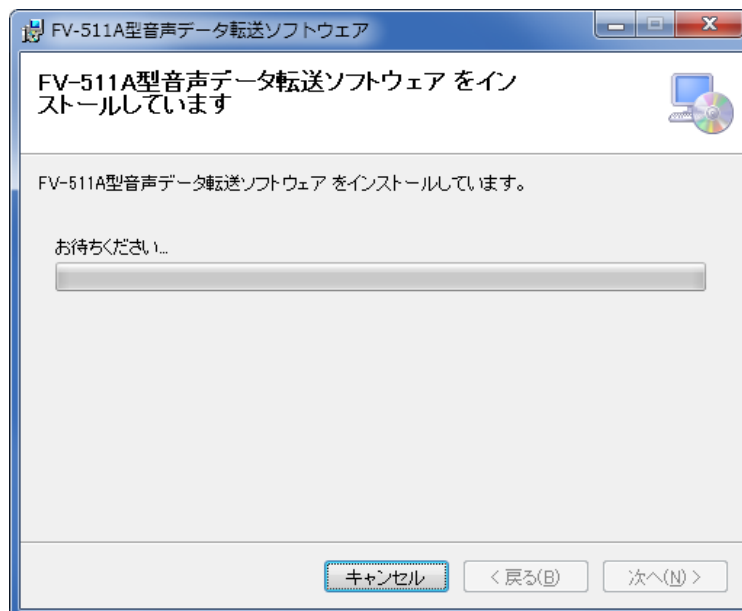 FV-511A型音声データ転送ソフトウェア
FV-511A型音声データ転送ソフトウェア をイン
ストールしています
FV-511A型音声データ転送ソフトウェア をインストールしています。
お待ちください...
キャンセル
< 戻る(B)
次へ(N) >